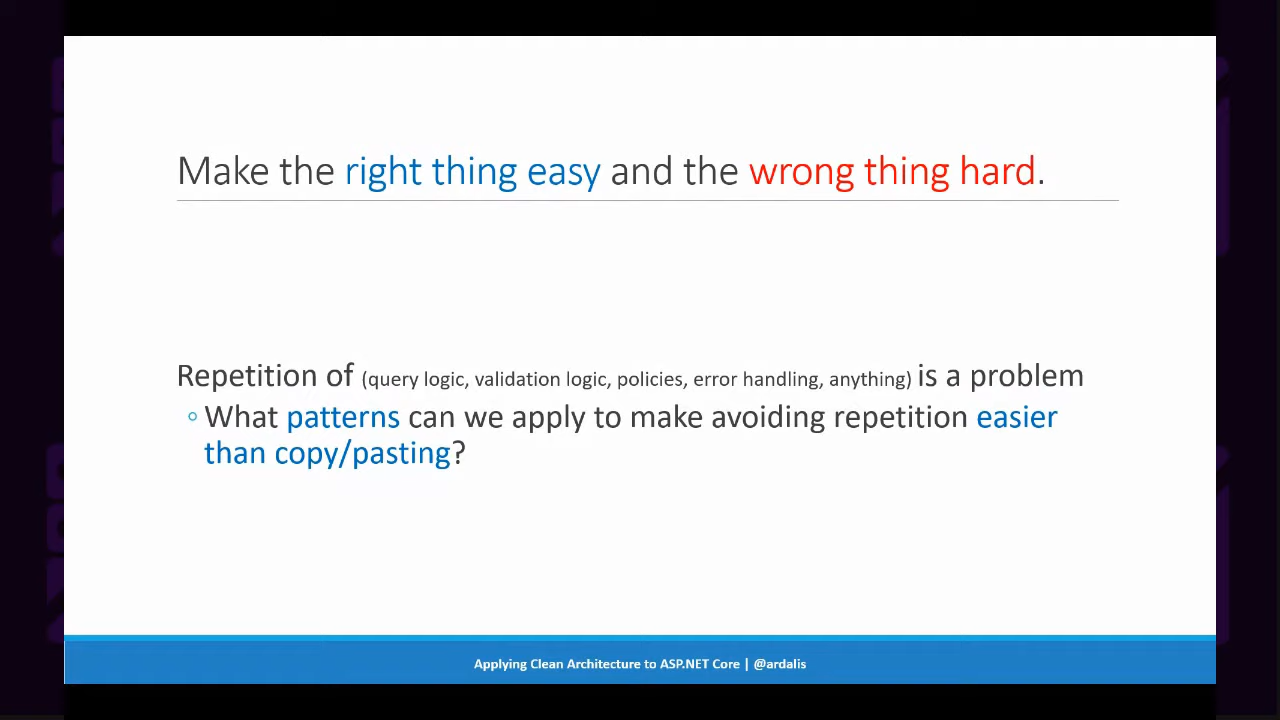 Make the right thing easy and the wrong thing hard.
Repetition of (query logic, validation logic, policies, error handling, anything) is a problem
◦ What patterns can we apply to make avoiding repetition easier
than copy/pasting?
Applying Clean Architecture to ASP.NET Core | @ardalis